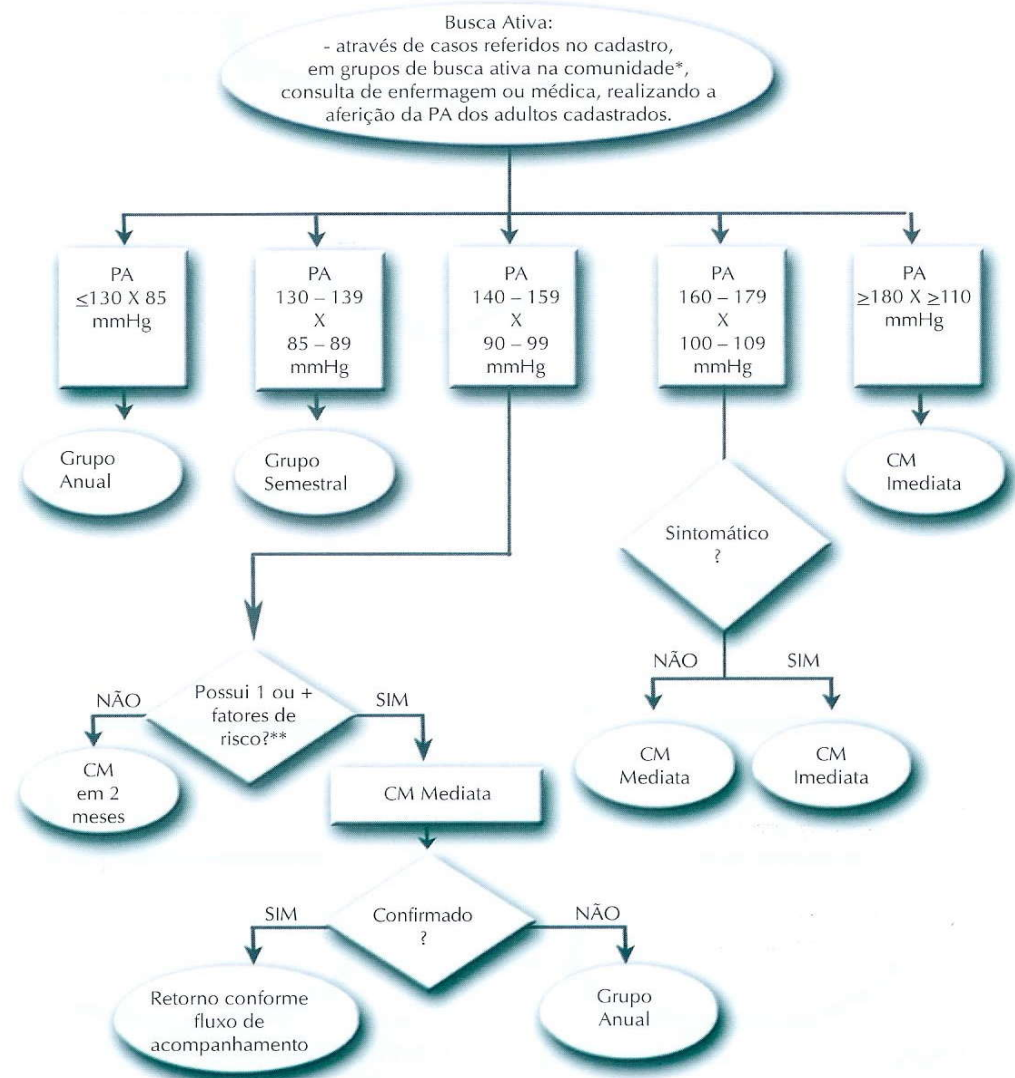 Busca Ativa:
- através de casos referidos no cadastro,
em grupos de busca ativa na comunidade*,
consulta de enfermagem ou médica, realizando a
aferição da PA dos adultos cadastrados.
PA
≤130 X 85
mmHg
PA
130 – 139
X
85 – 89
mmHg
PA
140 – 159
X
90 – 99
mmHg
PA
160 – 179
X
100 – 109
mmHg
PA
≥180 X ≥110
mmHg
Grupo
Anual
Grupo
Semestral
CM
Imediata
Sintomático
?
NÃO
SIM
CM
Mediata
CM
Imediata
Possui 1 ou +
fatores de
risco?**
NÃO
SIM
CM
em 2
meses
CM Mediata
Confirmado
?
SIM
NÃO
Retorno conforme
fluxo de
acompanhamento
Grupo
Anual